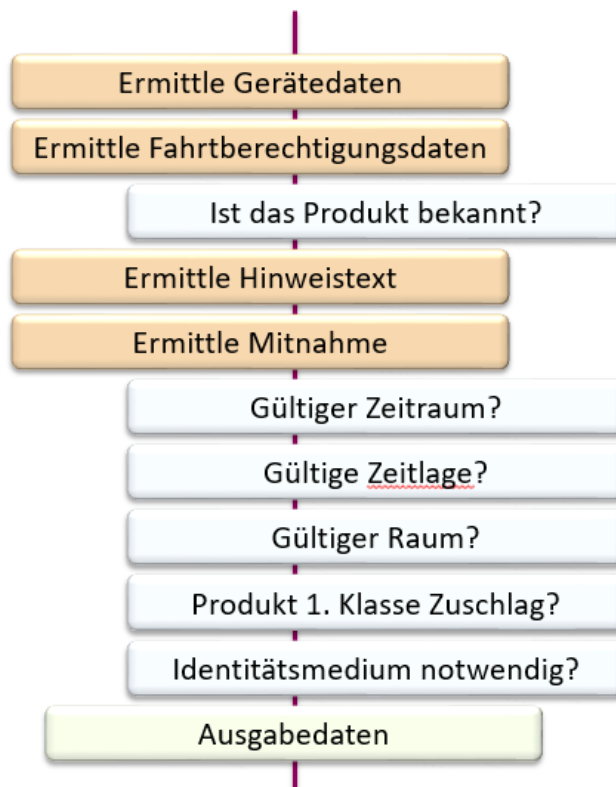 Ermittle Gerätedaten
Ermittle Fahrtberechtigungsdaten
Ist das Produkt bekannt?
Ermittle Hinweistext
Ermittle Mitnahme
Gültiger Zeitraum?
Gültige Zeitlage?
Gültiger Raum?
Produkt 1. Klasse Zuschlag?
Identitätsmedium notwendig?
Ausgabedaten